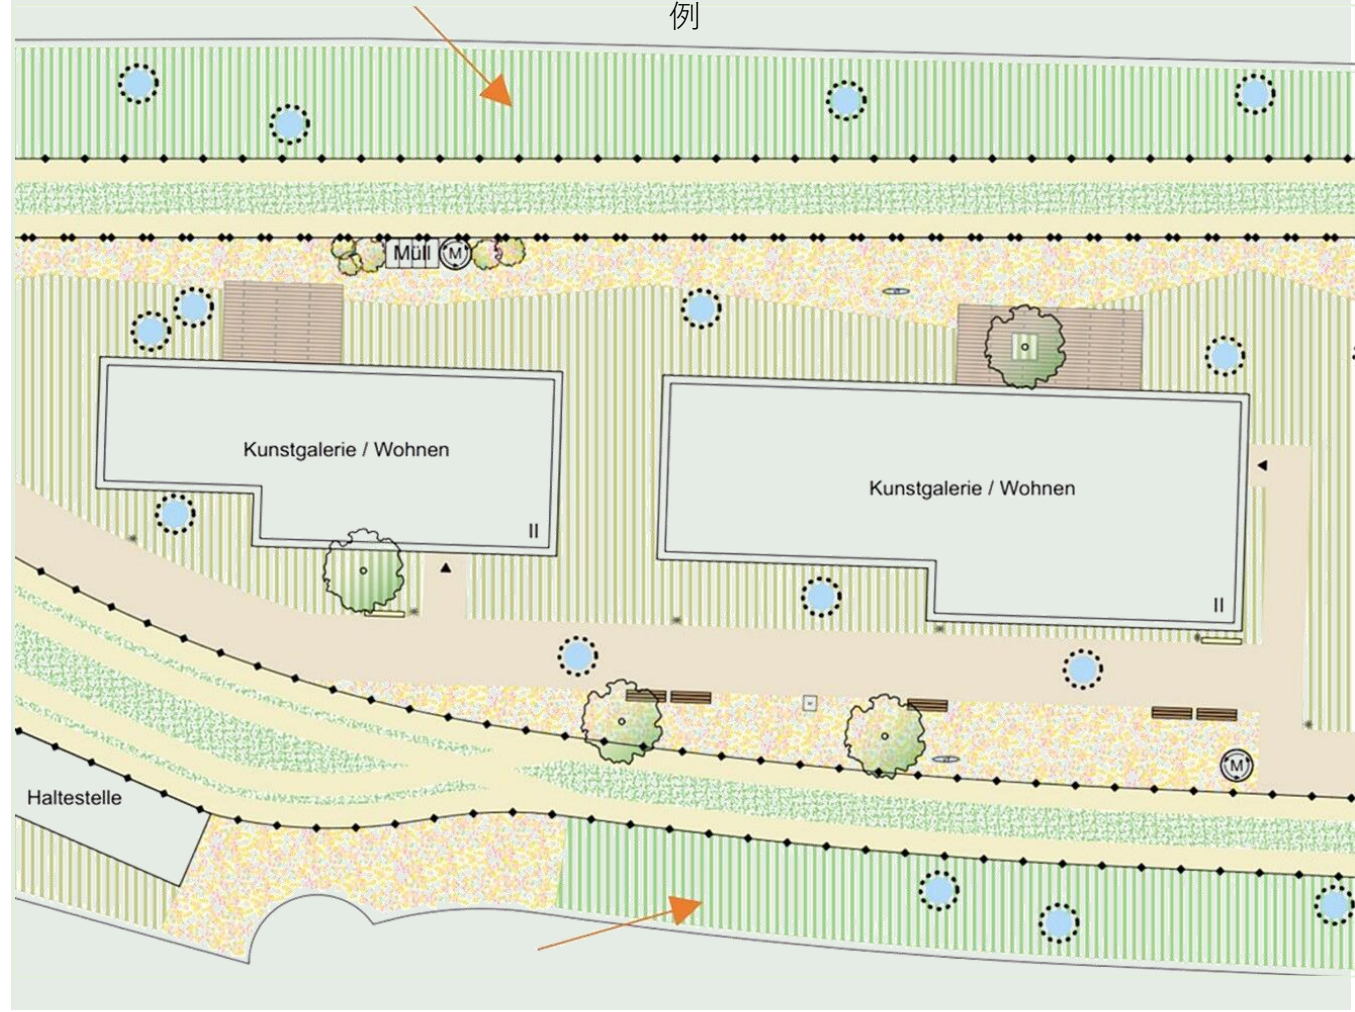 例
Müll M
Kunstgalerie / Wohnen
II
Kunstgalerie / Wohnen
II
M
Haltestelle